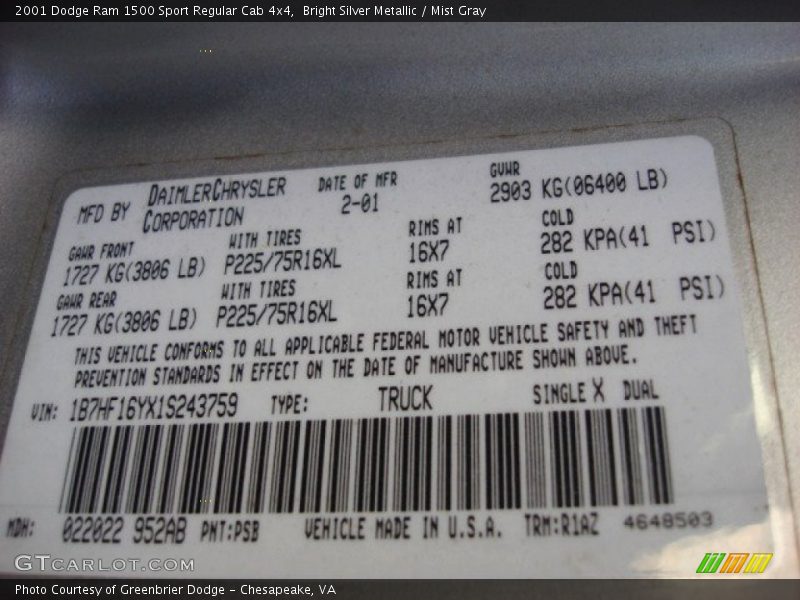 2001 Dodge Ram 1500 Sport Regular Cab 4x4,  Bright Silver Metallic / Mist Gray
MFD BY DAIMLERCHRYSLER CORPORATION DATE OF MFR 2-01 GVWR 2903 KG(06400 LB)
GAWR FRONT WITH TIRES RIMS AT COLD
1727 KG(3806 LB) P225/75R16XL 16X7 282 KPA(41 PSI)
GAWR REAR WITH TIRES RIMS AT COLD
1727 KG(3806 LB) P225/75R16XL 16X7 282 KPA(41 PSI)
THIS VEHICLE CONFORMS TO ALL APPLICABLE FEDERAL MOTOR VEHICLE SAFETY AND THEFT
PREVENTION STANDARDS IN EFFECT ON THE DATE OF MANUFACTURE SHOWN ABOVE.
VIN: 1B7HF16YX1S243759 TYPE: TRUCK SINGLE X DUAL
MDH: 022022 952AB PNT:PSB VEHICLE MADE IN U.S.A. TRM:R1AZ 4648503
GTCARLOT.COM
Photo Courtesy of Greenbrier Dodge – Chesapeake, VA